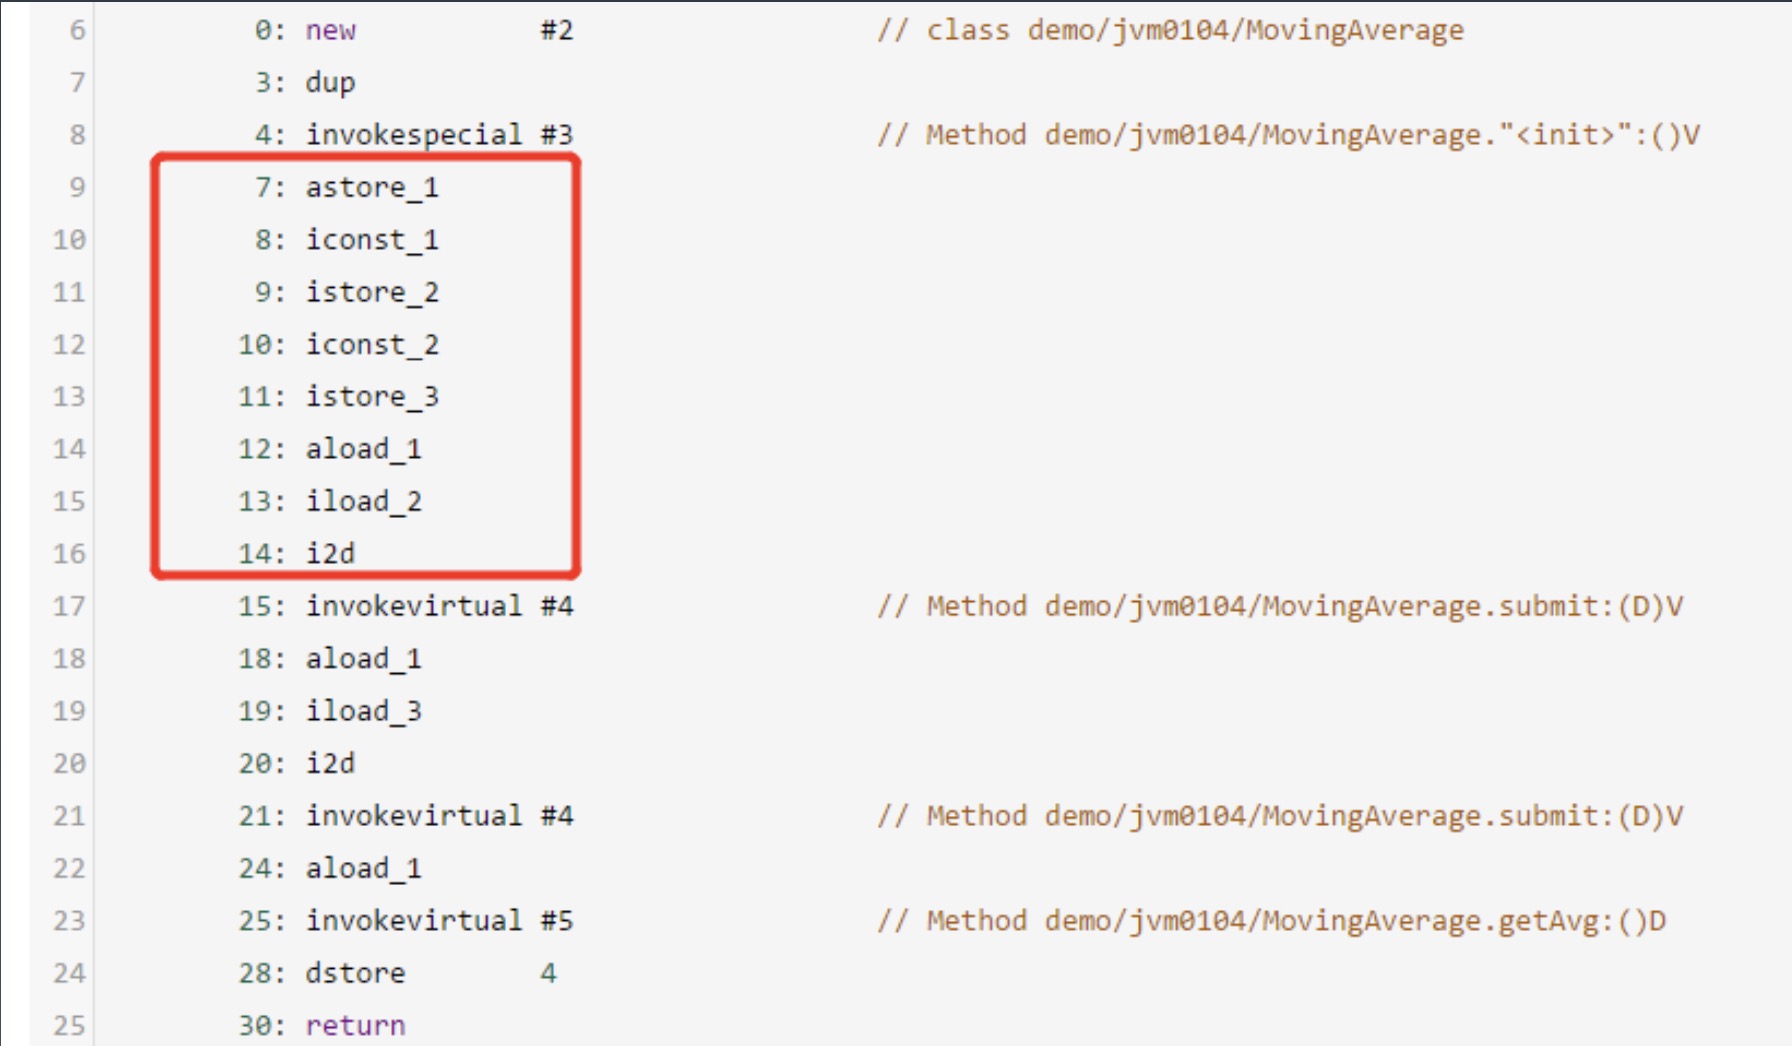 6 0: new #2 // class demo/jvm0104/MovingAverage
7 3: dup
8 4: invokespecial #3 // Method demo/jvm0104/MovingAverage."<init>":()V
9 7: astore_1
10 8: iconst_1
11 9: istore_2
12 10: iconst_2
13 11: istore_3
14 12: aload_1
15 13: iload_2
16 14: i2d
17 15: invokevirtual #4 // Method demo/jvm0104/MovingAverage.submit:(D)V
18 18: aload_1
19 19: iload_3
20 20: i2d
21 21: invokevirtual #4 // Method demo/jvm0104/MovingAverage.submit:(D)V
22 24: aload_1
23 25: invokevirtual #5 // Method demo/jvm0104/MovingAverage.getAvg:()D
24 28: dstore 4
25 30: return